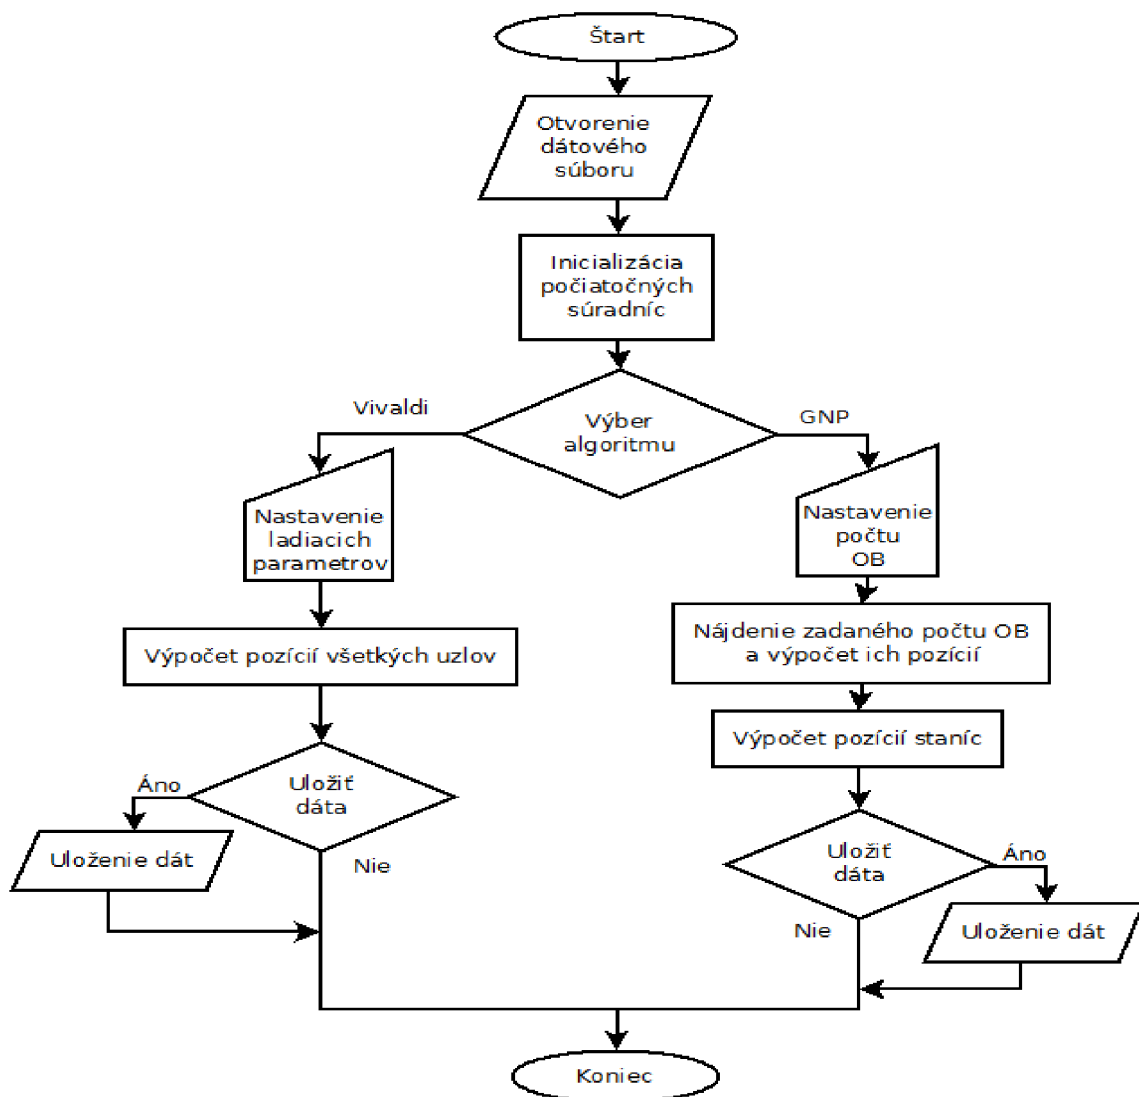 Štart
Otvorenie
dátového
súboru
Inicializácia
počiatočných
súradníc
Výber
algoritmu
Vivaldi
GNP
Nastavenie
ladiacich
parametrov
Nastavenie
počtu
OB
Výpočet pozícií všetkých uzlov
Nájdenie zadaného počtu OB
a výpočet ich pozícií
Výpočet pozícií staníc
Uložiť
dáta
Áno
Nie
Uloženie dát
Uložiť
dáta
Áno
Nie
Uloženie dát
Koniec